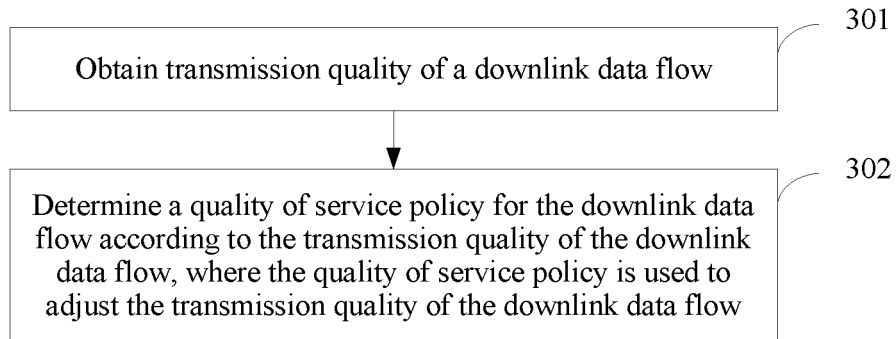 301
Obtain transmission quality of a downlink data flow
302
Determine a quality of service policy for the downlink data
flow according to the transmission quality of the downlink
data flow, where the quality of service policy is used to
adjust the transmission quality of the downlink data flow